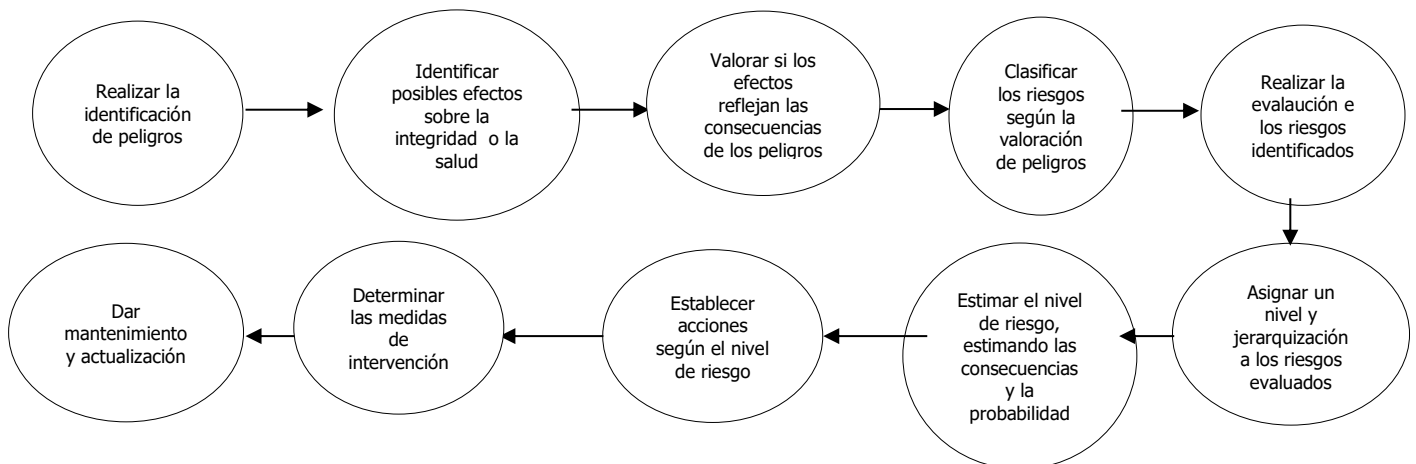 Realizar la
identificación
de peligros
Identificar
posibles efectos
sobre la
integridad o la
salud
Valorar si los
efectos
reflejan las
consecuencias
de los peligros
Clasificar
los riesgos
según la
valoración
de peligros
Realizar la
evalaución e
los riesgos
identificados
Asignar un
nivel y
jerarquización
a los riesgos
evaluados
Estimar el nivel
de riesgo,
estimando las
consecuencias
y la
probabilidad
Establecer
acciones
según el nivel
de riesgo
Determinar
las medidas
de
intervención
Dar
mantenimiento
y actualización